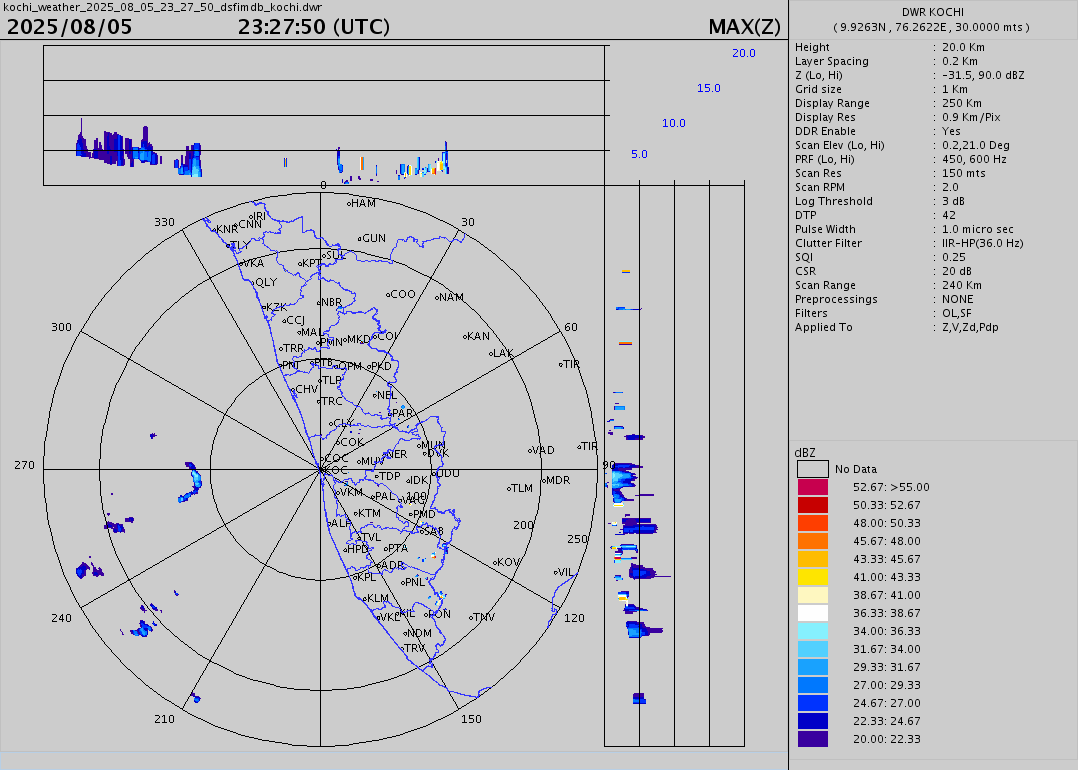 kochi_weather_2025_08_05_23_27_50_dsfimdb_kochi.dwr
2025/08/05 23:27:50 (UTC) MAX(Z)
20.0
15.0
10.0
5.0
0
HAM
330
IRI
CNN
KNR
30
GUN
TLY
SUL
VKA
KPT
QLY
COO
NAM
NBR
KZK
CCJ
300
60
MAL
PMN
MKD
COI
KAN
TRR
LAK
PNI
PTB
OPM
PKD
TIR
TLP
CHV
NEL
TRC
PAR
CLY
COK
MUN
TIR
NER
DVK
VAD
COC
MUV
270
KOC
90
TDP
UDU
IDK
MDR
TLM
VKM
PAL
100
VAG
KTM
PMD
ALP
200
SAB
TVL
250
HPD
PTA
ADR
KOV
VIL
KPL
PNL
KLM
240
VKL
KIL
PON
TNV
120
NDM
TRV
210
150
DWR KOCHI
( 9.9263N , 76.2622E , 30.0000 mts )
Height : 20.0 Km
Layer Spacing : 0.2 Km
Z (Lo, Hi) : -31.5, 90.0 dBZ
Grid size : 1 Km
Display Range : 250 Km
Display Res : 0.9 Km/Pix
DDR Enable : Yes
Scan Elev (Lo, Hi) : 0.2,21.0 Deg
PRF (Lo, Hi) : 450, 600 Hz
Scan Res : 150 mts
Scan RPM : 2.0
Log Threshold : 3 dB
DTP : 42
Pulse Width : 1.0 micro sec
Clutter Filter : IIR-HP(36.0 Hz)
SQI : 0.25
CSR : 20 dB
Scan Range : 240 Km
Preprocessings : NONE
Filters : OL,SF
Applied To : Z,V,Zd,Pdp
dBZ
No Data
52.67: >55.00
50.33: 52.67
48.00: 50.33
45.67: 48.00
43.33: 45.67
41.00: 43.33
38.67: 41.00
36.33: 38.67
34.00: 36.33
31.67: 34.00
29.33: 31.67
27.00: 29.33
24.67: 27.00
22.33: 24.67
20.00: 22.33